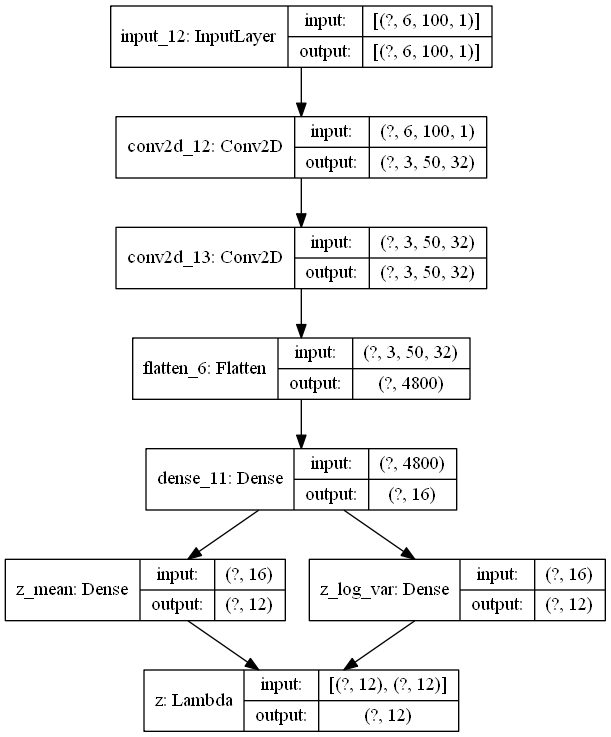 input_12: InputLayer input: [(?, 6, 100, 1)]
output: [(?, 6, 100, 1)]
conv2d_12: Conv2D input: (?, 6, 100, 1)
output: (?, 3, 50, 32)
conv2d_13: Conv2D input: (?, 3, 50, 32)
output: (?, 3, 50, 32)
flatten_6: Flatten input: (?, 3, 50, 32)
output: (?, 4800)
dense_11: Dense input: (?, 4800)
output: (?, 16)
z_mean: Dense input: (?, 16)
output: (?, 12)
z_log_var: Dense input: (?, 16)
output: (?, 12)
z: Lambda input: [(?, 12), (?, 12)]
output: (?, 12)